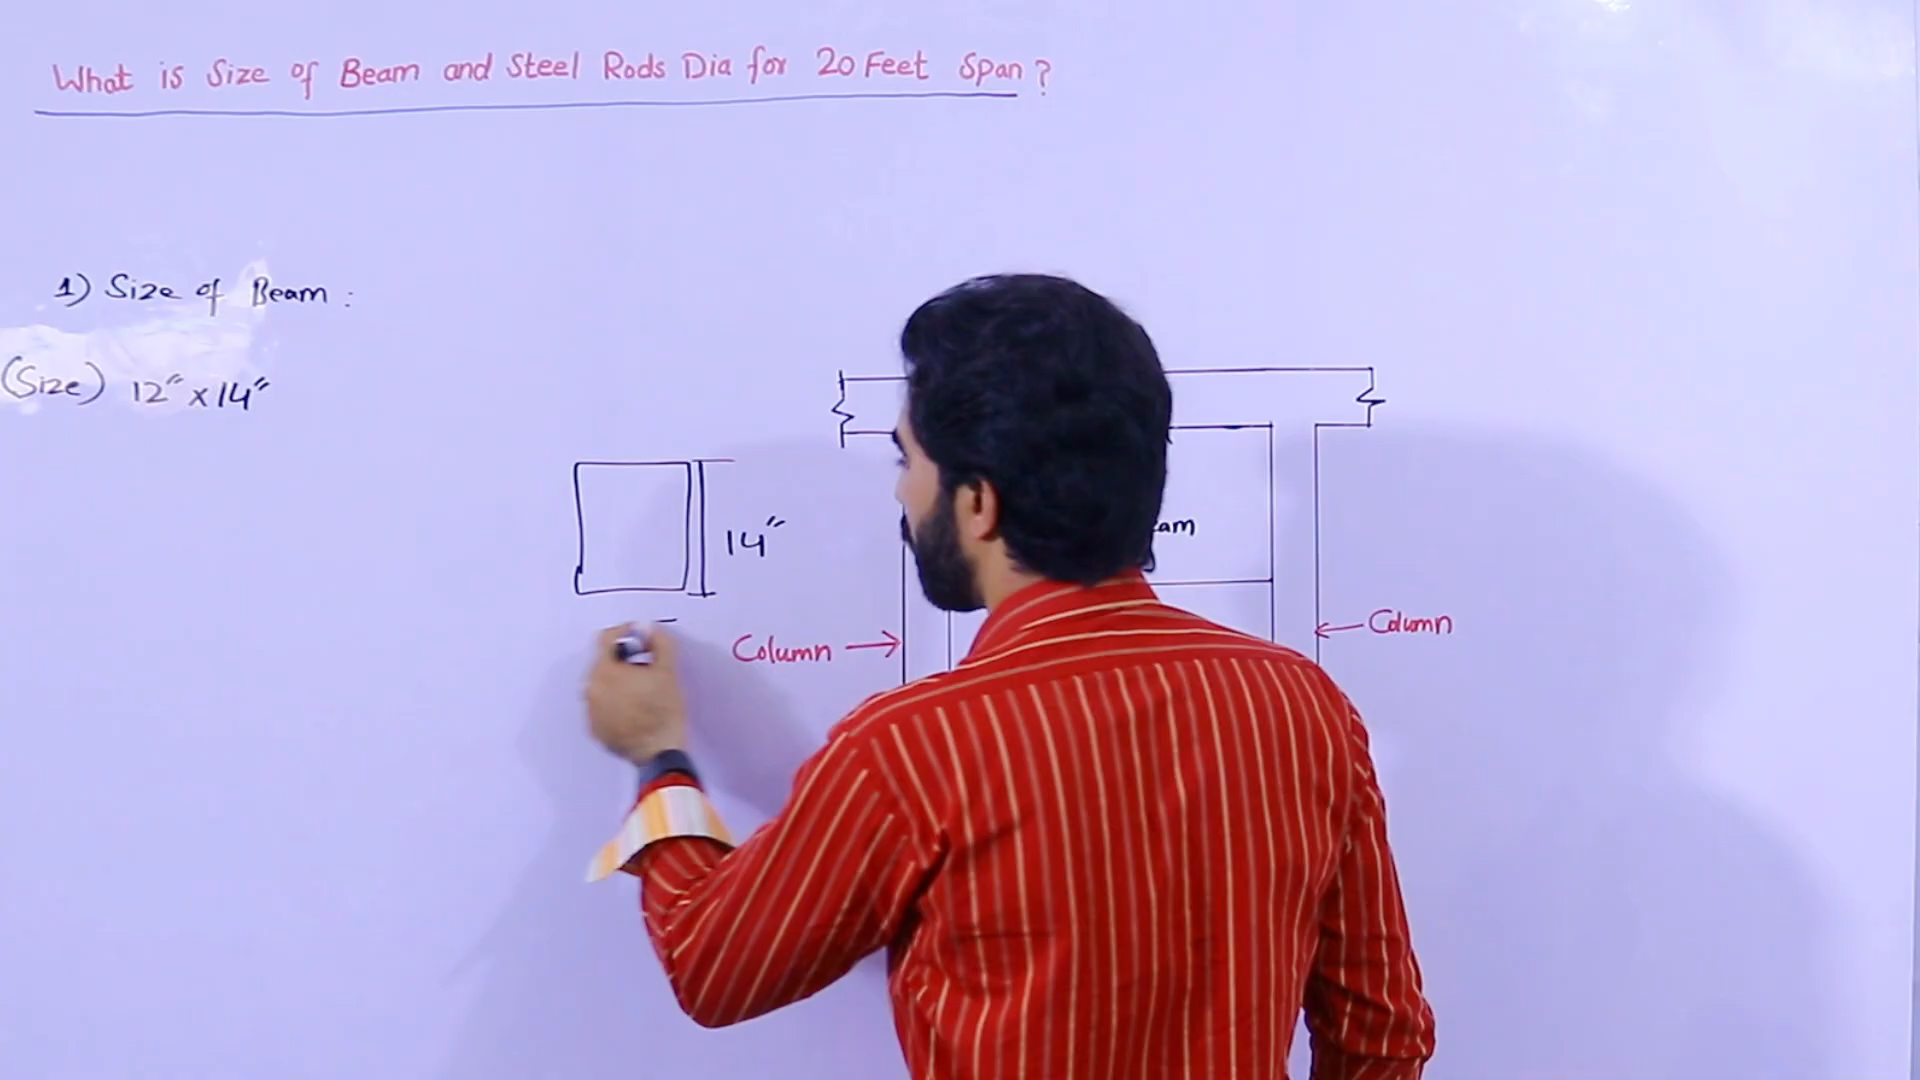 What is Size of Beam and Steel Rods Dia for 20 Feet Span ?
1) Size of Beam :
(Size) 12" x 14"
14"
Column
Column